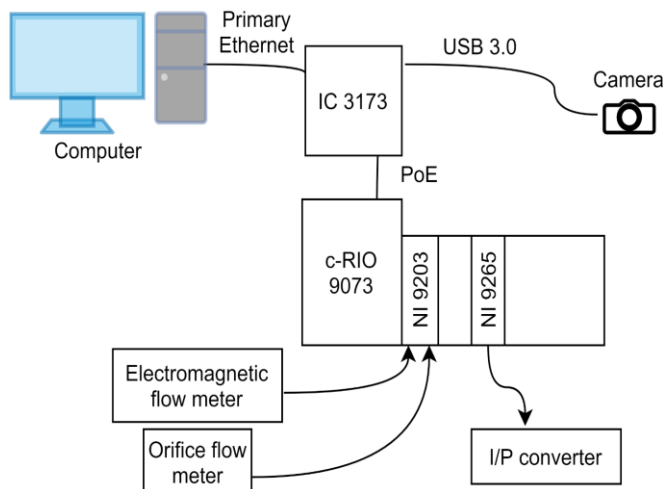 Primary
Ethernet
USB 3.0
IC 3173
Camera
Computer
PoE
c-RIO
9073
NI 9203
NI 9265
Electromagnetic
flow meter
Orifice flow
meter
I/P converter